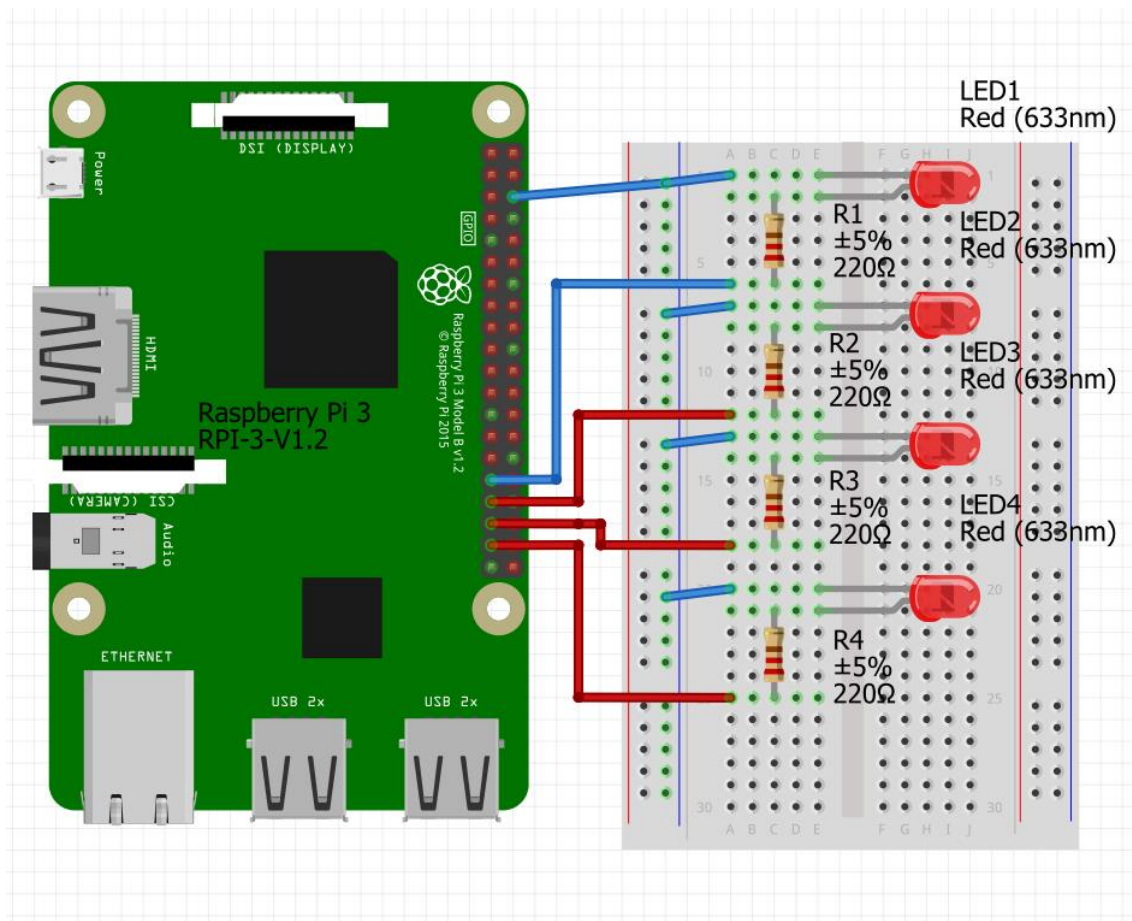 LED1
Red (633nm)
DSI (DISPLAY)
Power
GPIO
HDMI
Raspberry Pi 3 Model B v1.2
© Raspberry Pi 2015
Raspberry Pi 3
RPI-3-V1.2
CSI (CAMERA)
Audio
ETHERNET
USB 2x
USB 2x
A B C D E F G H I J
1
R1
±5%
220Ω
LED2
Red (633nm)
5
R2
±5%
220Ω
LED3
Red (633nm)
10
R3
±5%
220Ω
15
15
LED4
Red (633nm)
20
R4
±5%
220Ω
25
30
30
A B C D E F G H I J